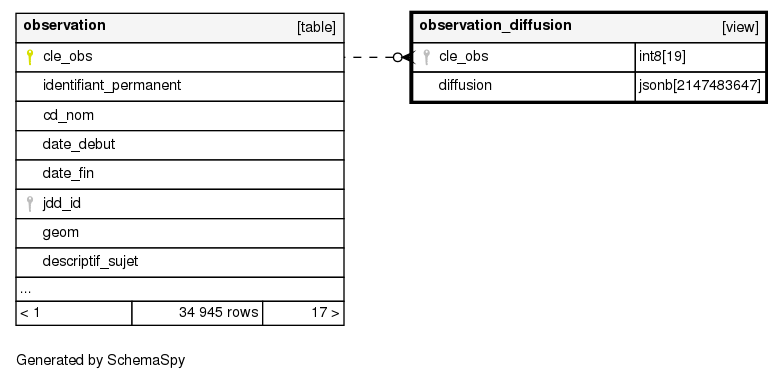 observation [table]
cle_obs
identifiant_permanent
cd_nom
date_debut
date_fin
jdd_id
geom
descriptif_sujet
...
< 1 34 945 rows 17 >
observation_diffusion [view]
cle_obs int8[19]
diffusion jsonb[2147483647]
Generated by SchemaSpy